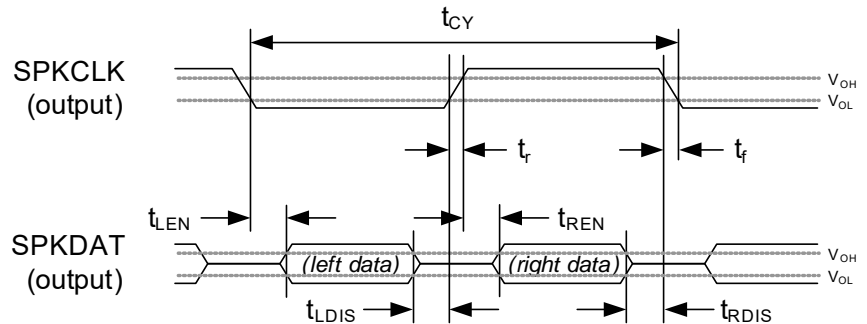 tCY
SPKCLK
(output)
VOH
VOL
tr
tf
tLEN
tREN
SPKDAT
(output)
(left data)
(right data)
VOH
VOL
tLDIS
tRDIS